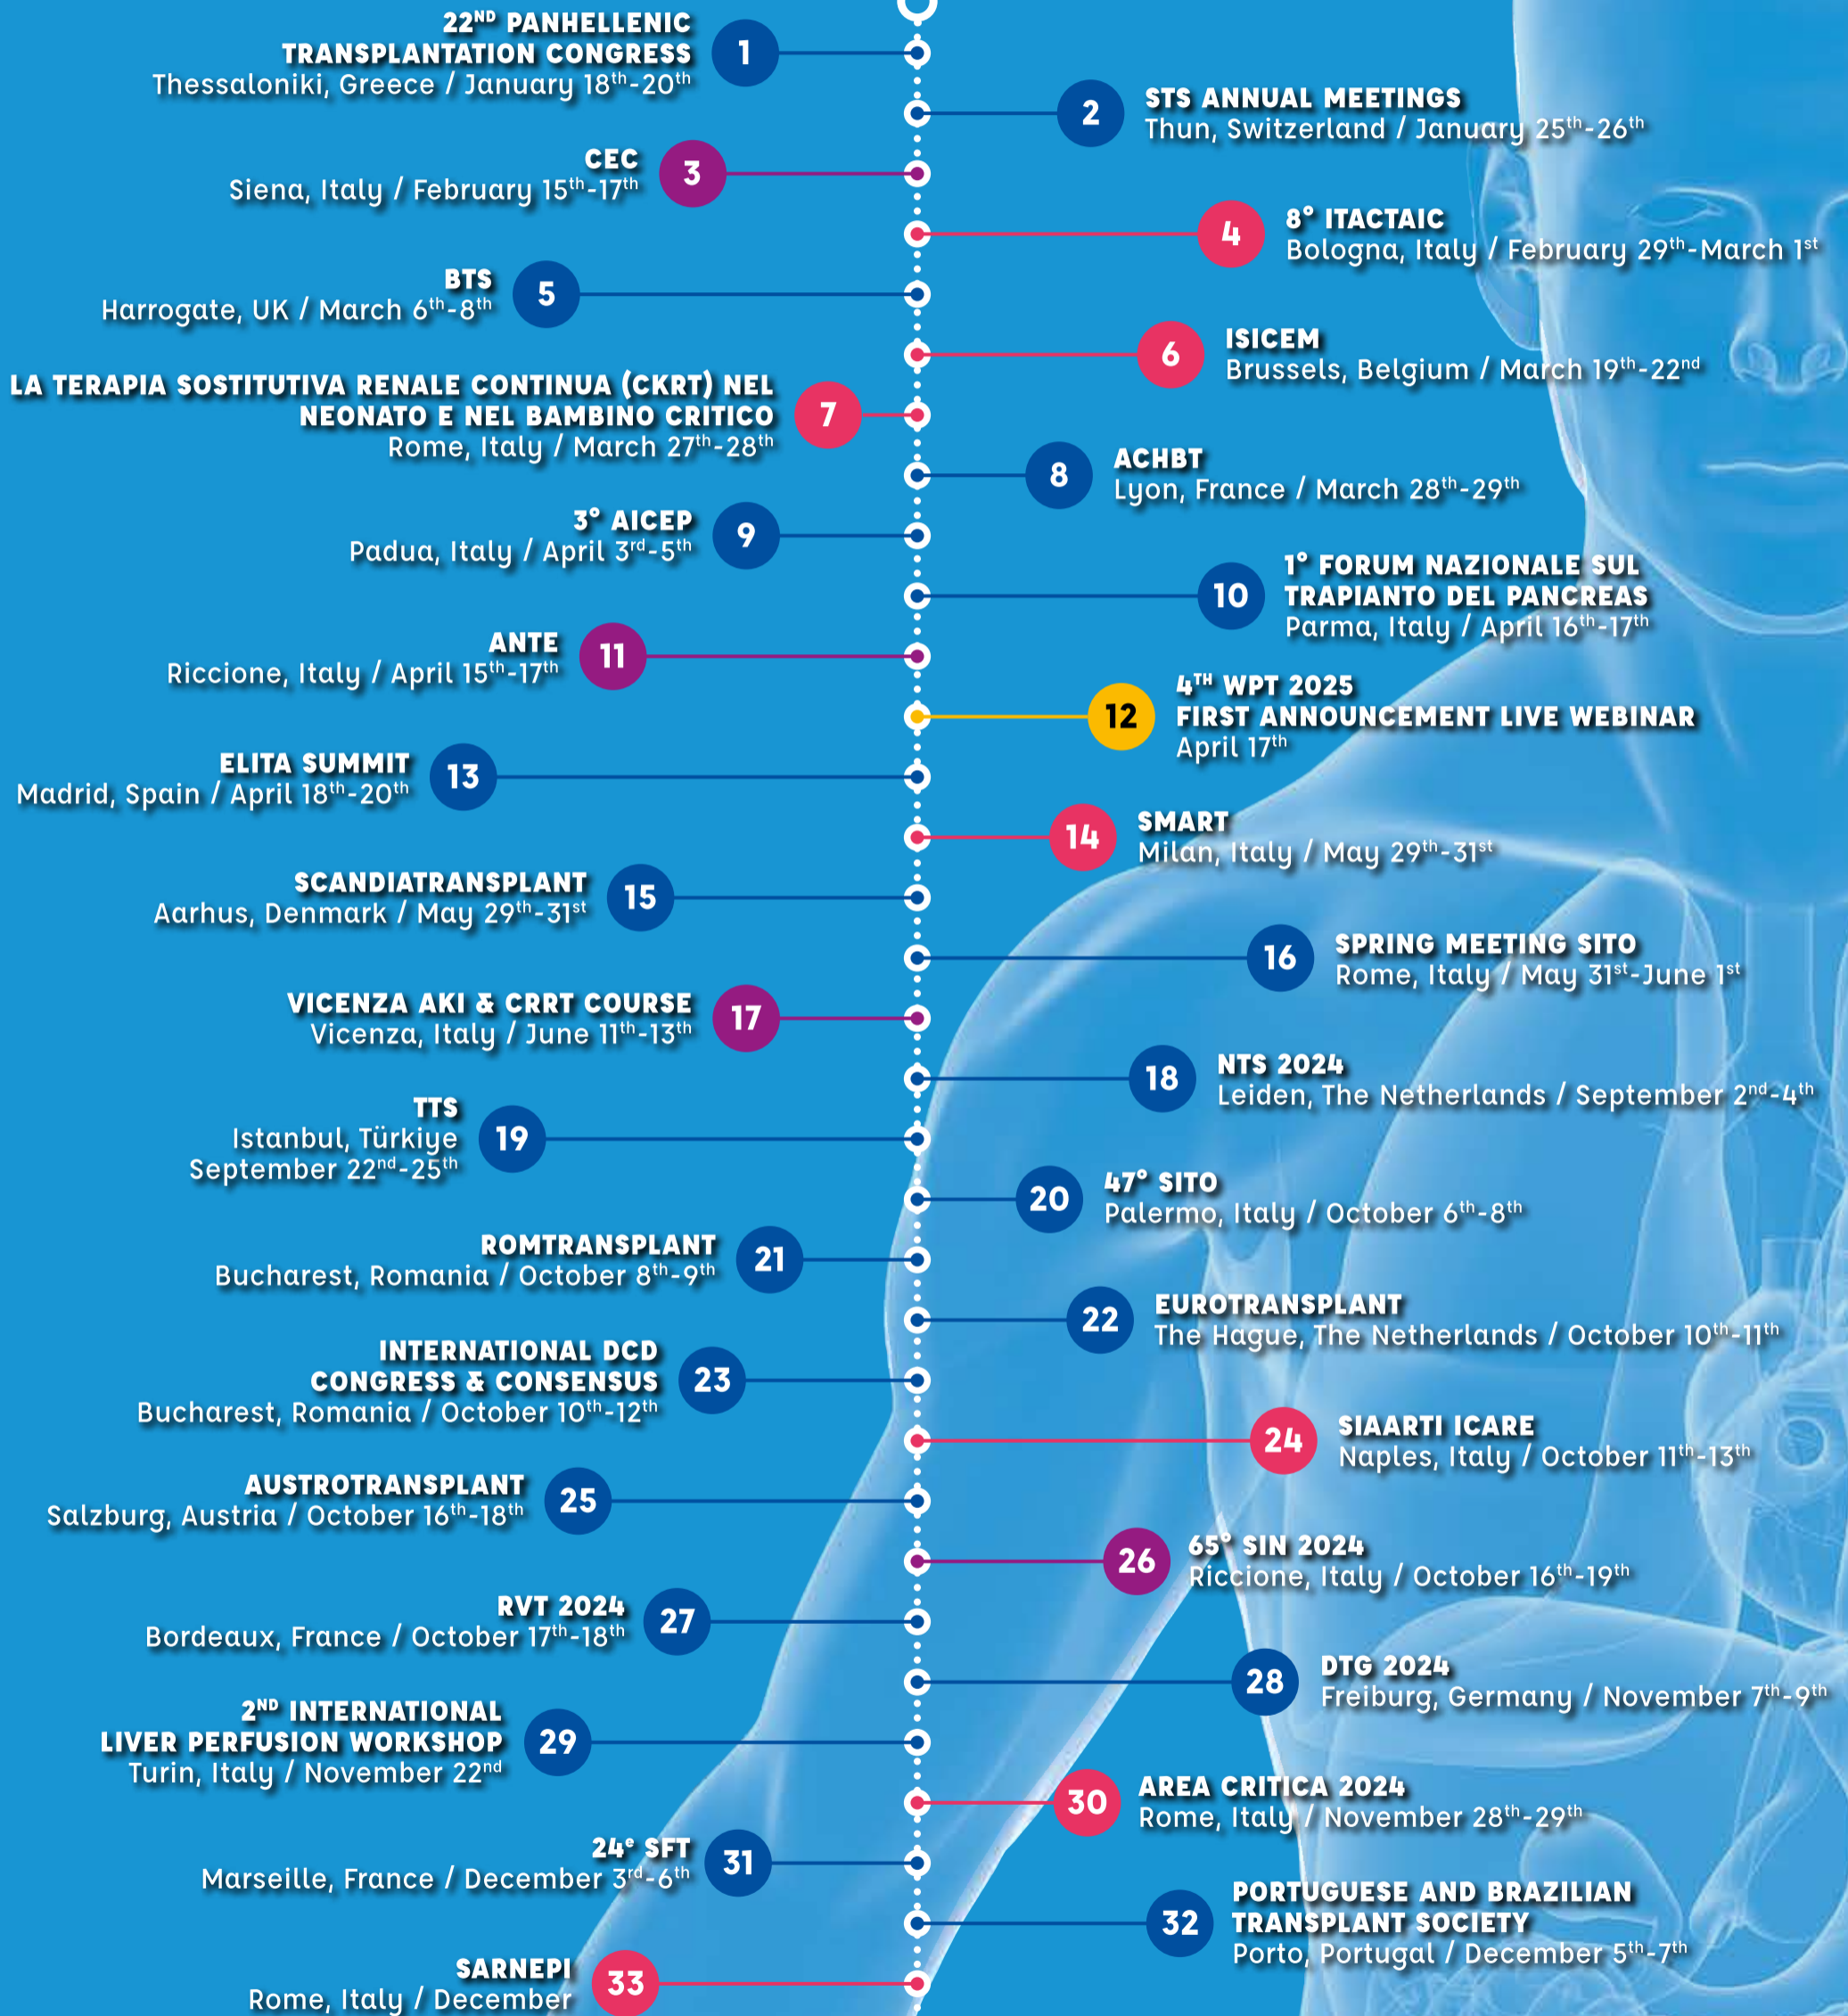 22ND PANHELLENIC
TRANSPLANTATION CONGRESS
Thessaloniki, Greece / January 18th-20th
1
2
STS ANNUAL MEETINGS
Thun, Switzerland / January 25th-26th
CEC
Siena, Italy / February 15th-17th
3
4
8° ITACTAIC
Bologna, Italy / February 29th-March 1st
BTS
Harrogate, UK / March 6th-8th
5
6
ISICEM
Brussels, Belgium / March 19th-22nd
LA TERAPIA SOSTITUTIVA RENALE CONTINUA (CKRT) NEL
NEONATO E NEL BAMBINO CRITICO
Rome, Italy / March 27th-28th
7
8
ACHBT
Lyon, France / March 28th-29th
3° AICEP
Padua, Italy / April 3rd-5th
9
10
1° FORUM NAZIONALE SUL
TRAPIANTO DEL PANCREAS
Parma, Italy / April 16th-17th
ANTE
Riccione, Italy / April 15th-17th
11
12
4TH WPT 2025
FIRST ANNOUNCEMENT LIVE WEBINAR
April 17th
ELITA SUMMIT
Madrid, Spain / April 18th-20th
13
14
SMART
Milan, Italy / May 29th-31st
SCANDIATRANSPLANT
Aarhus, Denmark / May 29th-31st
15
16
SPRING MEETING SITO
Rome, Italy / May 31st-June 1st
VICENZA AKI & CRRT COURSE
Vicenza, Italy / June 11th-13th
17
18
NTS 2024
Leiden, The Netherlands / September 2nd-4th
TTS
Istanbul, Türkiye
September 22nd-25th
19
20
47° SITO
Palermo, Italy / October 6th-8th
ROMTRANSPLANT
Bucharest, Romania / October 8th-9th
21
22
EUROTRANSPLANT
The Hague, The Netherlands / October 10th-11th
INTERNATIONAL DCD
CONGRESS & CONSENSUS
Bucharest, Romania / October 10th-12th
23
24
SIAARTI ICARE
Naples, Italy / October 11th-13th
AUSTROTRANSPLANT
Salzburg, Austria / October 16th-18th
25
26
65° SIN 2024
Riccione, Italy / October 16th-19th
RVT 2024
Bordeaux, France / October 17th-18th
27
28
DTG 2024
Freiburg, Germany / November 7th-9th
2ND INTERNATIONAL
LIVER PERFUSION WORKSHOP
Turin, Italy / November 22nd
29
30
AREA CRITICA 2024
Rome, Italy / November 28th-29th
24e SFT
Marseille, France / December 3rd-6th
31
32
PORTUGUESE AND BRAZILIAN
TRANSPLANT SOCIETY
Porto, Portugal / December 5th-7th
SARNEPI
Rome, Italy / December
33